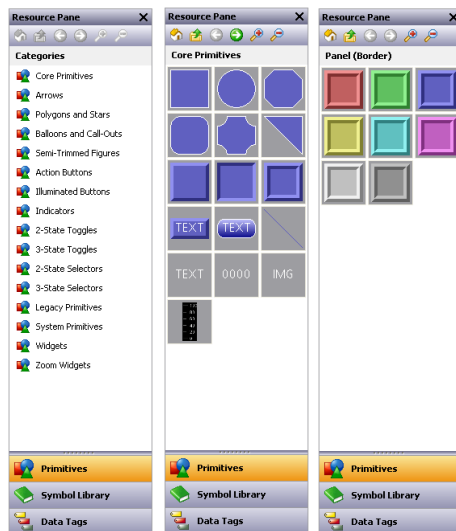 Resource Pane
Categories
Core Primitives
Arrows
Polygons and Stars
Balloons and Call-Outs
Semi-Trimmed Figures
Action Buttons
Illuminated Buttons
Indicators
2-State Toggles
3-State Toggles
2-State Selectors
3-State Selectors
Legacy Primitives
System Primitives
Widgets
Zoom Widgets
Primitives
Symbol Library
Data Tags
Resource Pane
Core Primitives
TEXT TEXT
TEXT 0000 IMG
Primitives
Symbol Library
Data Tags
Resource Pane
Panel (Border)
Primitives
Symbol Library
Data Tags